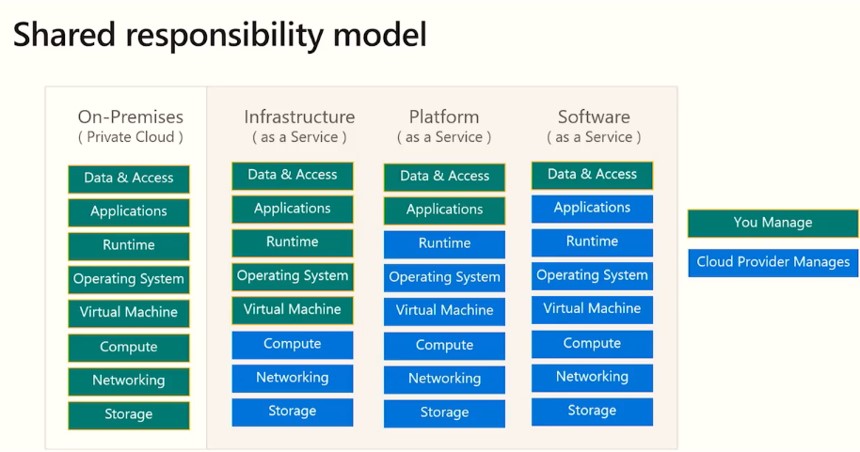 Shared responsibility model
On-Premises
( Private Cloud )
Data & Access
Applications
Runtime
Operating System
Virtual Machine
Compute
Networking
Storage
Infrastructure
( as a Service )
Data & Access
Applications
Runtime
Operating System
Virtual Machine
Compute
Networking
Storage
Platform
( as a Service )
Data & Access
Applications
Runtime
Operating System
Virtual Machine
Compute
Networking
Storage
Software
( as a Service )
Data & Access
Applications
Runtime
Operating System
Virtual Machine
Compute
Networking
Storage
You Manage
Cloud Provider Manages